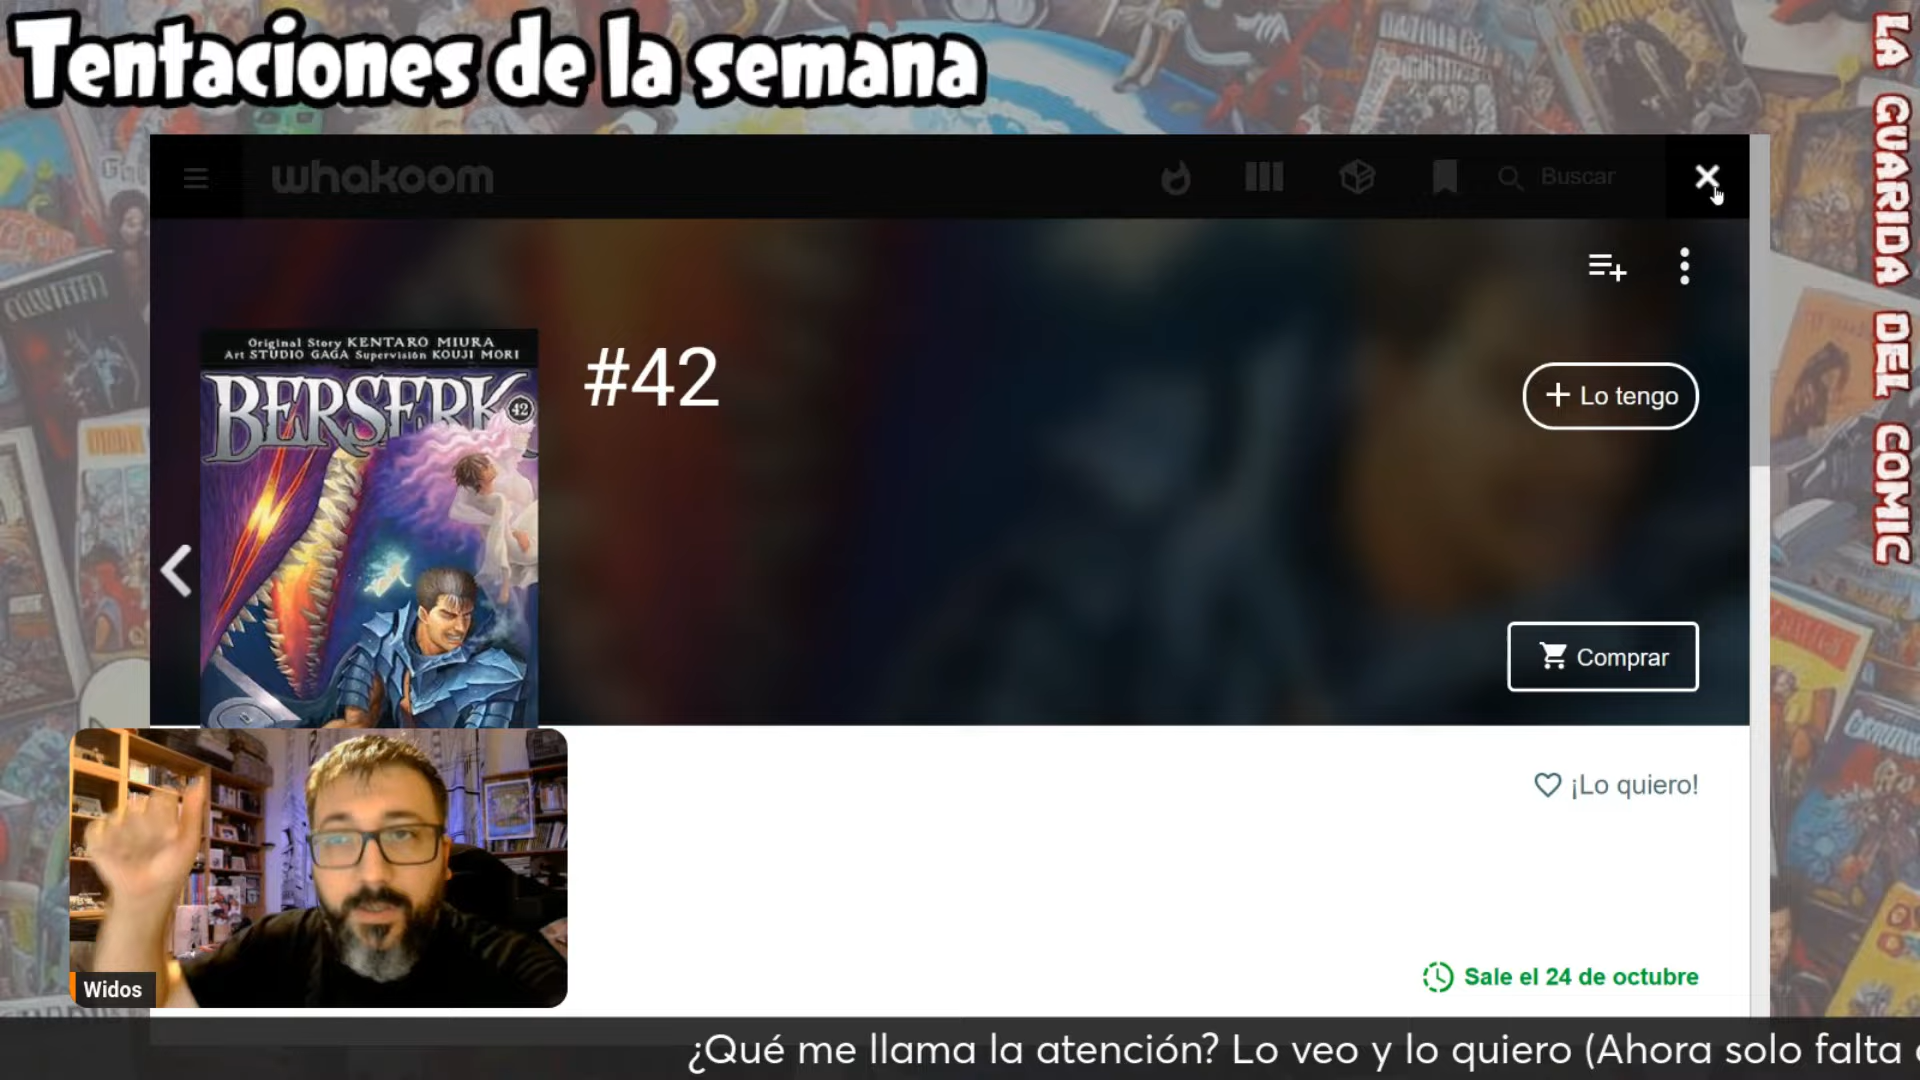 Tentaciones de la semana
LA GUARIDA DEL COMIC
whakoom
Buscar
Original Story KENTARO MIURA
Art STUDIO GAGA Supervisión KOUJI MORI
BERSERK
42
#42
+ Lo tengo
Comprar
¡Lo quiero!
Widos
Sale el 24 de octubre
¿Qué me llama la atención? Lo veo y lo quiero (Ahora solo falta